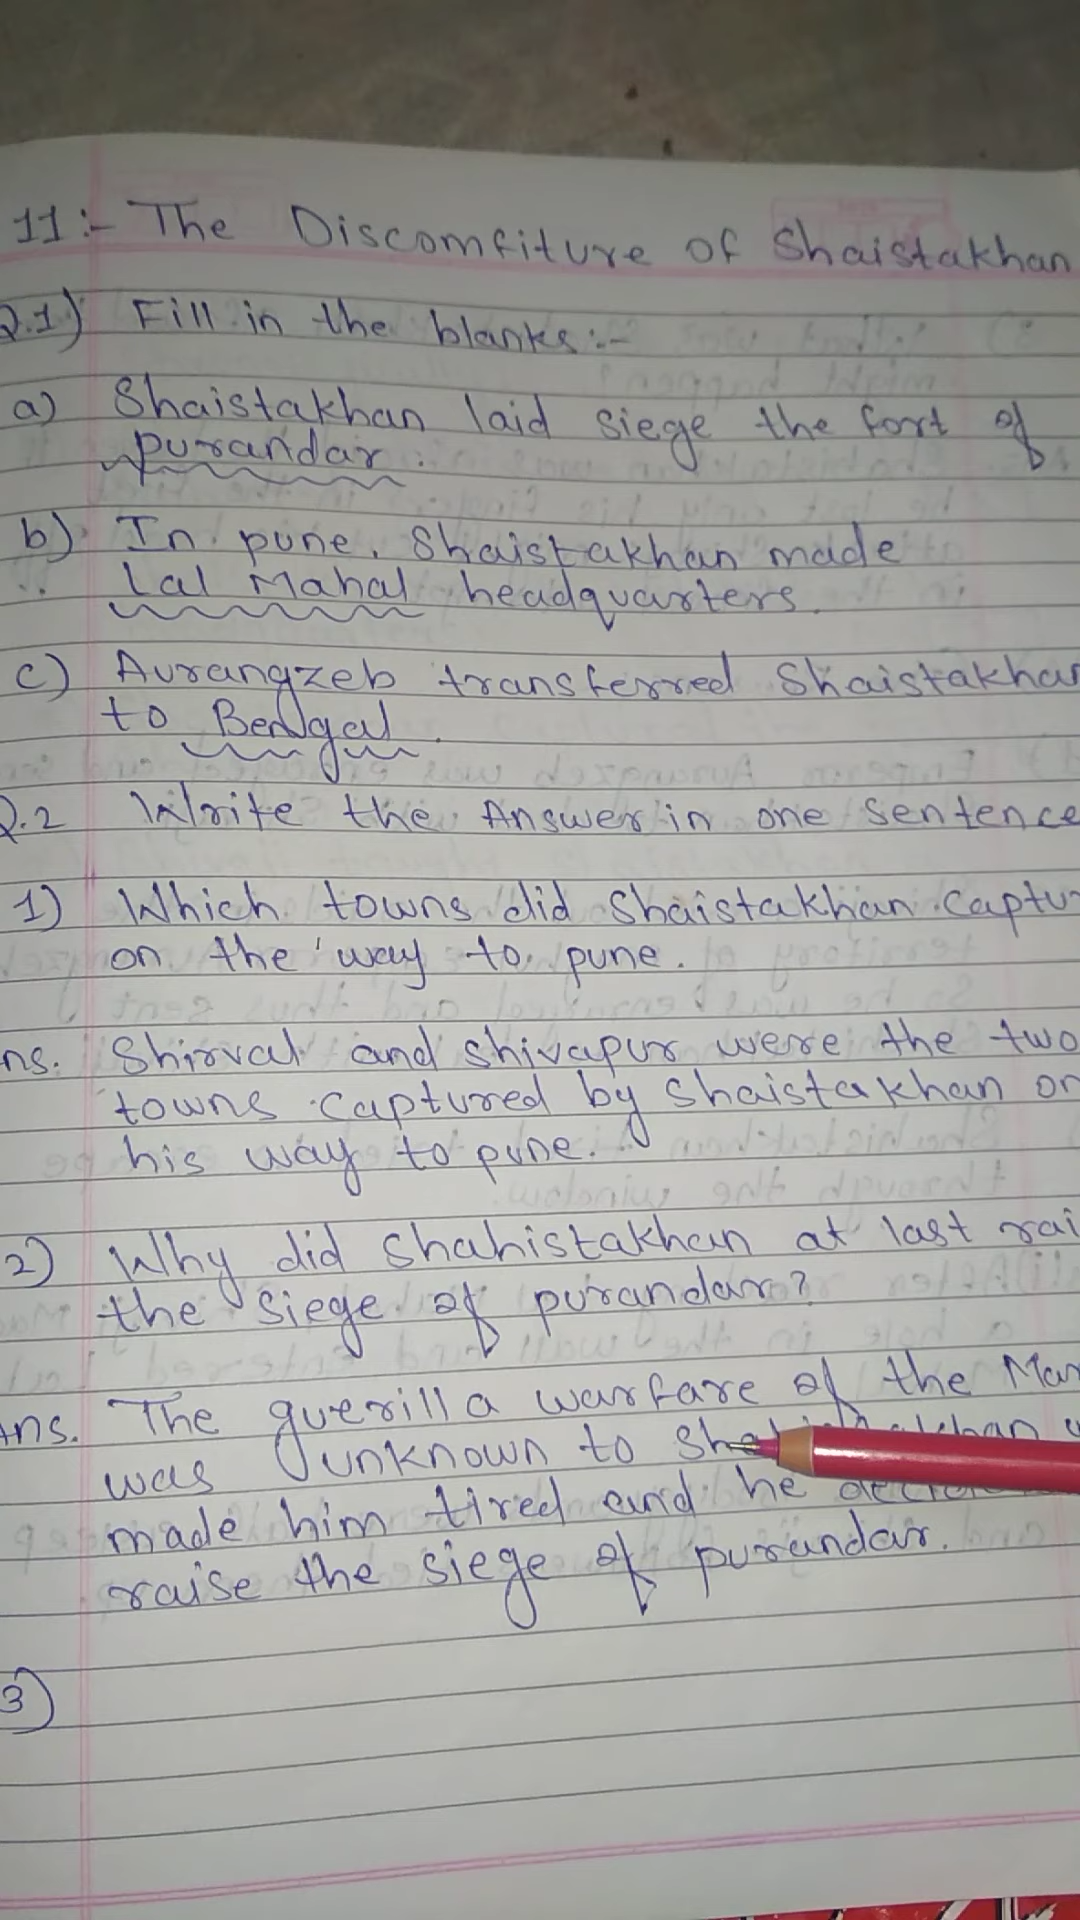 11:- The Discomfiture of Shaistakhan
Q.1) Fill in the blanks:-
a) Shaistakhan laid siege the fort of
purandar.
b) In pune, Shaistakhan made
Lal Mahal headquarters.
c) Aurangzeb transferred Shaistakhan
to Bengal.
Q.2 Write the Answer in one sentence
1) Which towns did Shaistakhan Captu
on the way to pune.
ns. Shirval and Shivapur were the two
towns captured by Shaistakhan on
his way to pune.
2) Why did Shahistakhan at last rai
the siege of purandar?
Ans. The guerilla warfare of the Mar
was unknown to
made him tired and he
raise the siege of purandar.
3)